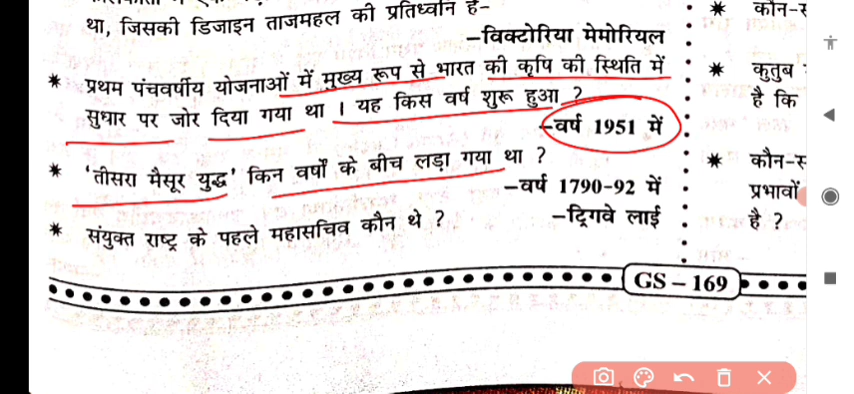 था, जिसकी डिजाइन ताजमहल की प्रतिध्वनि है-
–विक्टोरिया मेमोरियल
* प्रथम पंचवर्षीय योजनाओं में मुख्य रूप से भारत की कृषि की स्थिति में
सुधार पर जोर दिया गया था । यह किस वर्ष शुरू हुआ ?
–वर्ष 1951 में
* 'तीसरा मैसूर युद्ध' किन वर्षों के बीच लड़ा गया था ?
–वर्ष 1790-92 में
* संयुक्त राष्ट्र के पहले महासचिव कौन थे ?
–ट्रिगवे लाई
GS – 169
* कौन-
* कुतुब
है कि
* कौन-
प्रभावों
है ?